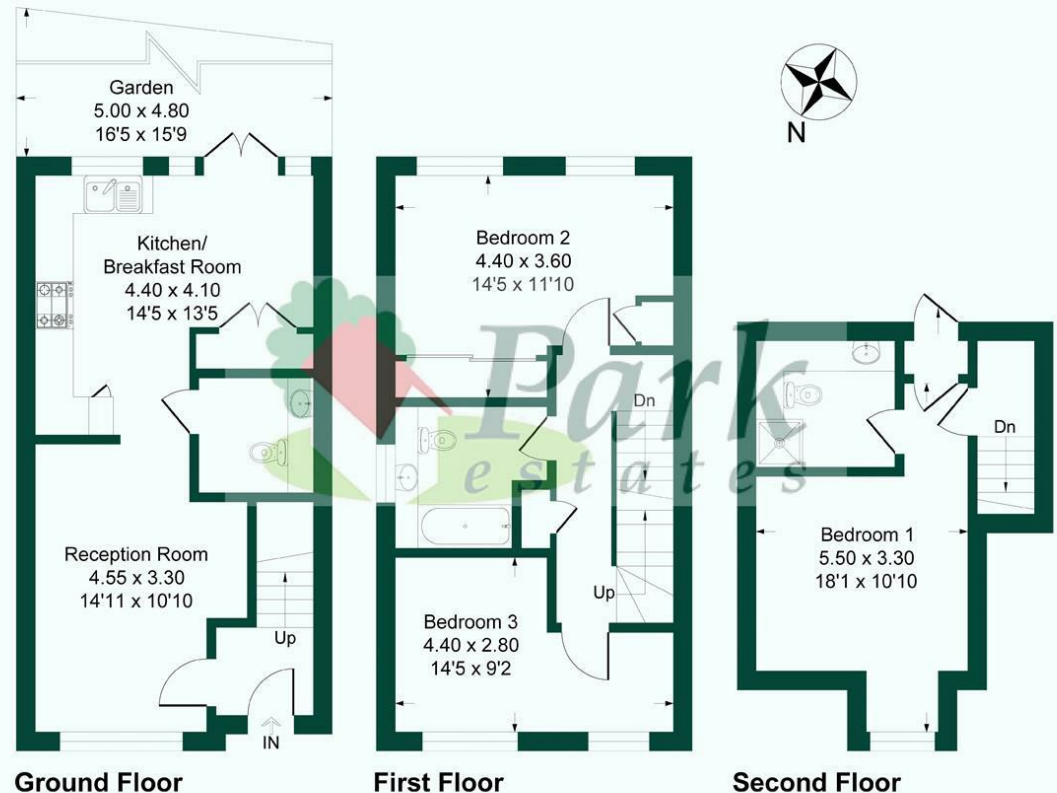 Garden
5.00 x 4.80
16'5 x 15'9
N
Kitchen/
Breakfast Room
4.40 x 4.10
14'5 x 13'5
Reception Room
4.55 x 3.30
14'11 x 10'10
Up
IN
Ground Floor
Bedroom 2
4.40 x 3.60
14'5 x 11'10
Dn
Up
Bedroom 3
4.40 x 2.80
14'5 x 9'2
First Floor
Dn
Bedroom 1
5.50 x 3.30
18'1 x 10'10
Second Floor
Park
estates